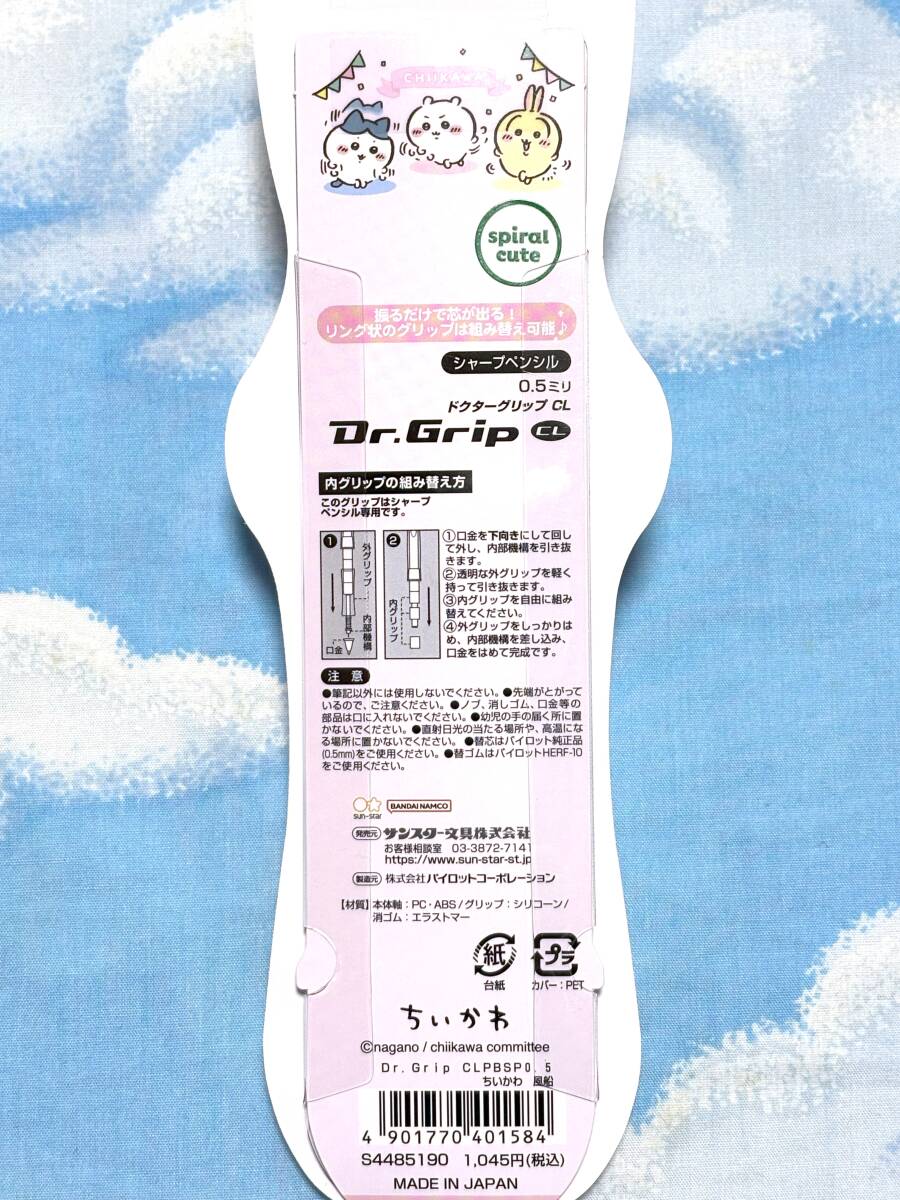 CHIIKAWA
spiral
cute
振るだけで芯が出る！
リング状のグリップは組み替え可能♪
シャープペンシル
0.5ミリ
ドクターグリップ CL
Dr.Grip CL
内グリップの組み替え方
このグリップはシャープ
ペンシル専用です。
①
外グリップ
内部機構
口金
②
内グリップ
①口金を下向きにして回し
て外し、内部機構を引き抜
きます。
②透明な外グリップを軽く
持って引き抜きます。
③内グリップを自由に組み
替えてください。
④外グリップをしっかりは
め、内部機構を差し込み、
口金をはめて完成です。
注意
●筆記以外には使用しないでください。●先端がとがって
いるので、ご注意ください。●ノブ、消しゴム、口金等の
部品は口に入れないでください。●幼児の手の届く所に置
かないでください。●直射日光の当たる場所や、高温にな
る場所に置かないでください。●替芯はパイロット純正品
(0.5mm)をご使用ください。●替ゴムはパイロットHERF-10
をご使用ください。
sun-star
BANDAI NAMCO
発売元 サンスター文具株式会社
お客様相談室 03-3872-7141
https://www.sun-star-st.jp
製造元 株式会社パイロットコーポレーション
【材質】本体軸：PC・ABS/グリップ：シリコーン/
消ゴム：エラストマー
紙
台紙
プラ
カバー：PET
ちいかわ
©nagano / chiikawa committee
Dr. Grip CLPBSP0.5
ちいかわ 風船
4 901770 401584
S4485190 1,045円(税込)
MADE IN JAPAN